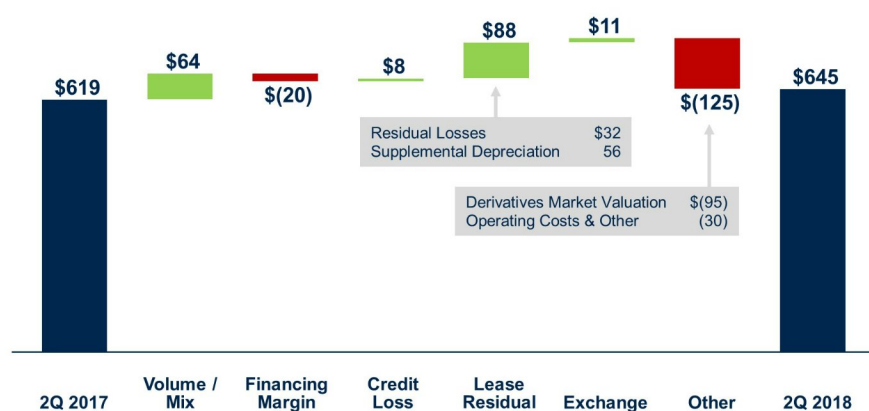 $619
$64
$(20)
$8
$88
$11
$(125)
$645
Residual Losses $32
Supplemental Depreciation 56
Derivatives Market Valuation $(95)
Operating Costs & Other (30)
2Q 2017
Volume /
Mix
Financing
Margin
Credit
Loss
Lease
Residual
Exchange
Other
2Q 2018